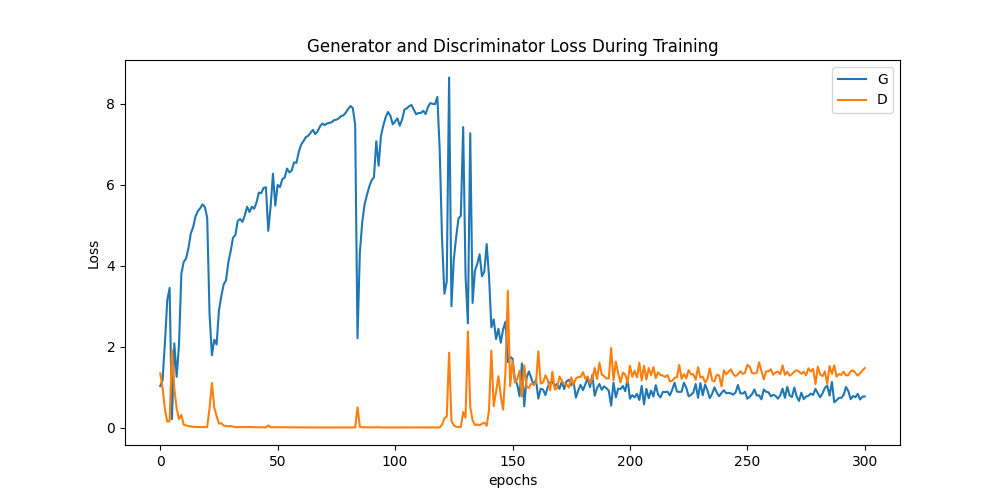 Generator and Discriminator Loss During Training
G
D
8
6
4
2
0
Loss
0 50 100 150 200 250 300
epochs